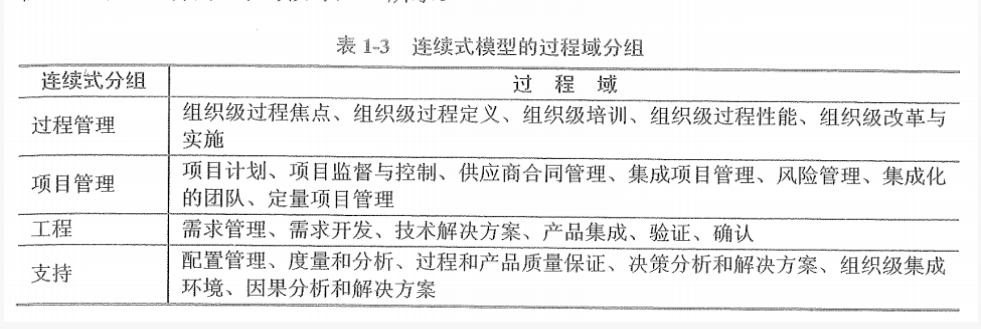 表 1-3 连续式模型的过程域分组
连续式分组 过 程 域
过程管理 组织级过程焦点、组织级过程定义、组织级培训、组织级过程性能、组织级改革与
实施
项目管理 项目计划、项目监督与控制、供应商合同管理、集成项目管理、风险管理、集成化
的团队、定量项目管理
工程 需求管理、需求开发、技术解决方案、产品集成、验证、确认
支持 配置管理、度量和分析、过程和产品质量保证、决策分析和解决方案、组织级集成
环境、因果分析和解决方案